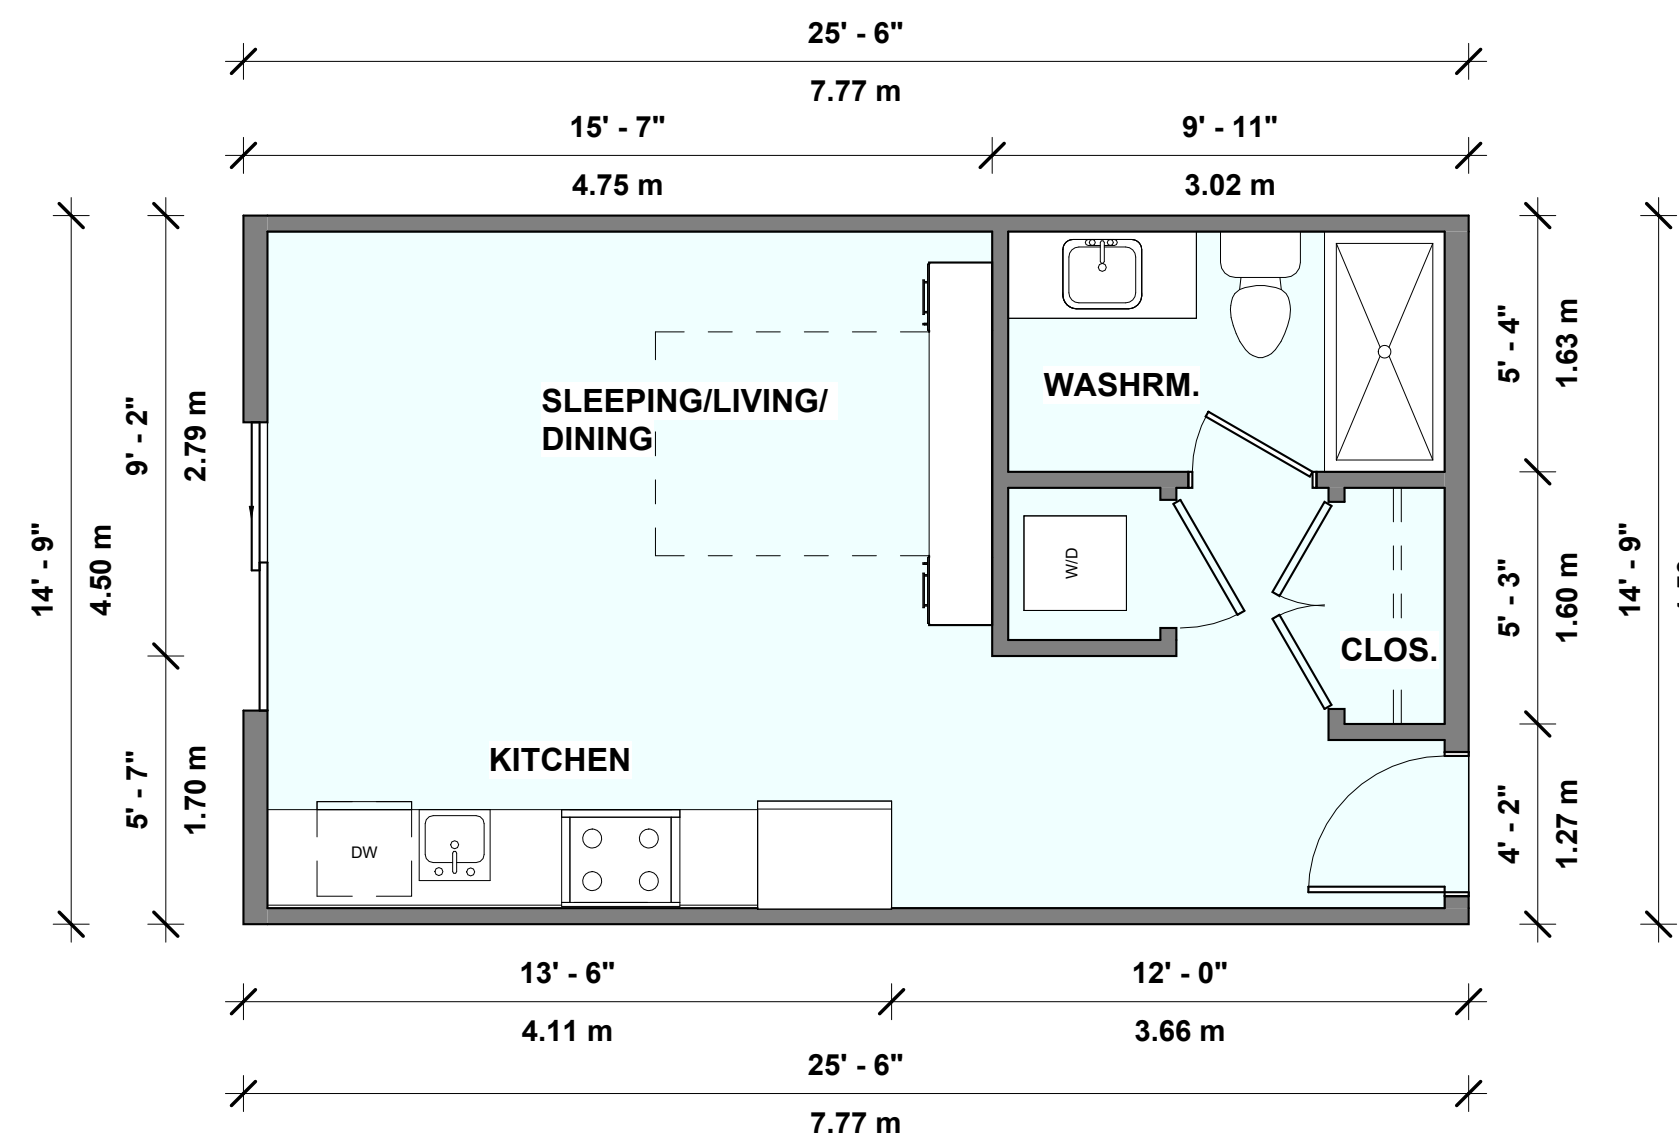 25' - 6"
7.77 m
15' - 7"
9' - 11"
4.75 m
3.02 m
14' - 9"
4.50 m
9' - 2"
2.79 m
5' - 7"
1.70 m
SLEEPING/LIVING/
DINING
WASHRM.
W/D
CLOS.
KITCHEN
DW
5' - 4"
1.63 m
5' - 3"
1.60 m
4' - 2"
1.27 m
14' - 9"
13' - 6"
12' - 0"
4.11 m
3.66 m
25' - 6"
7.77 m